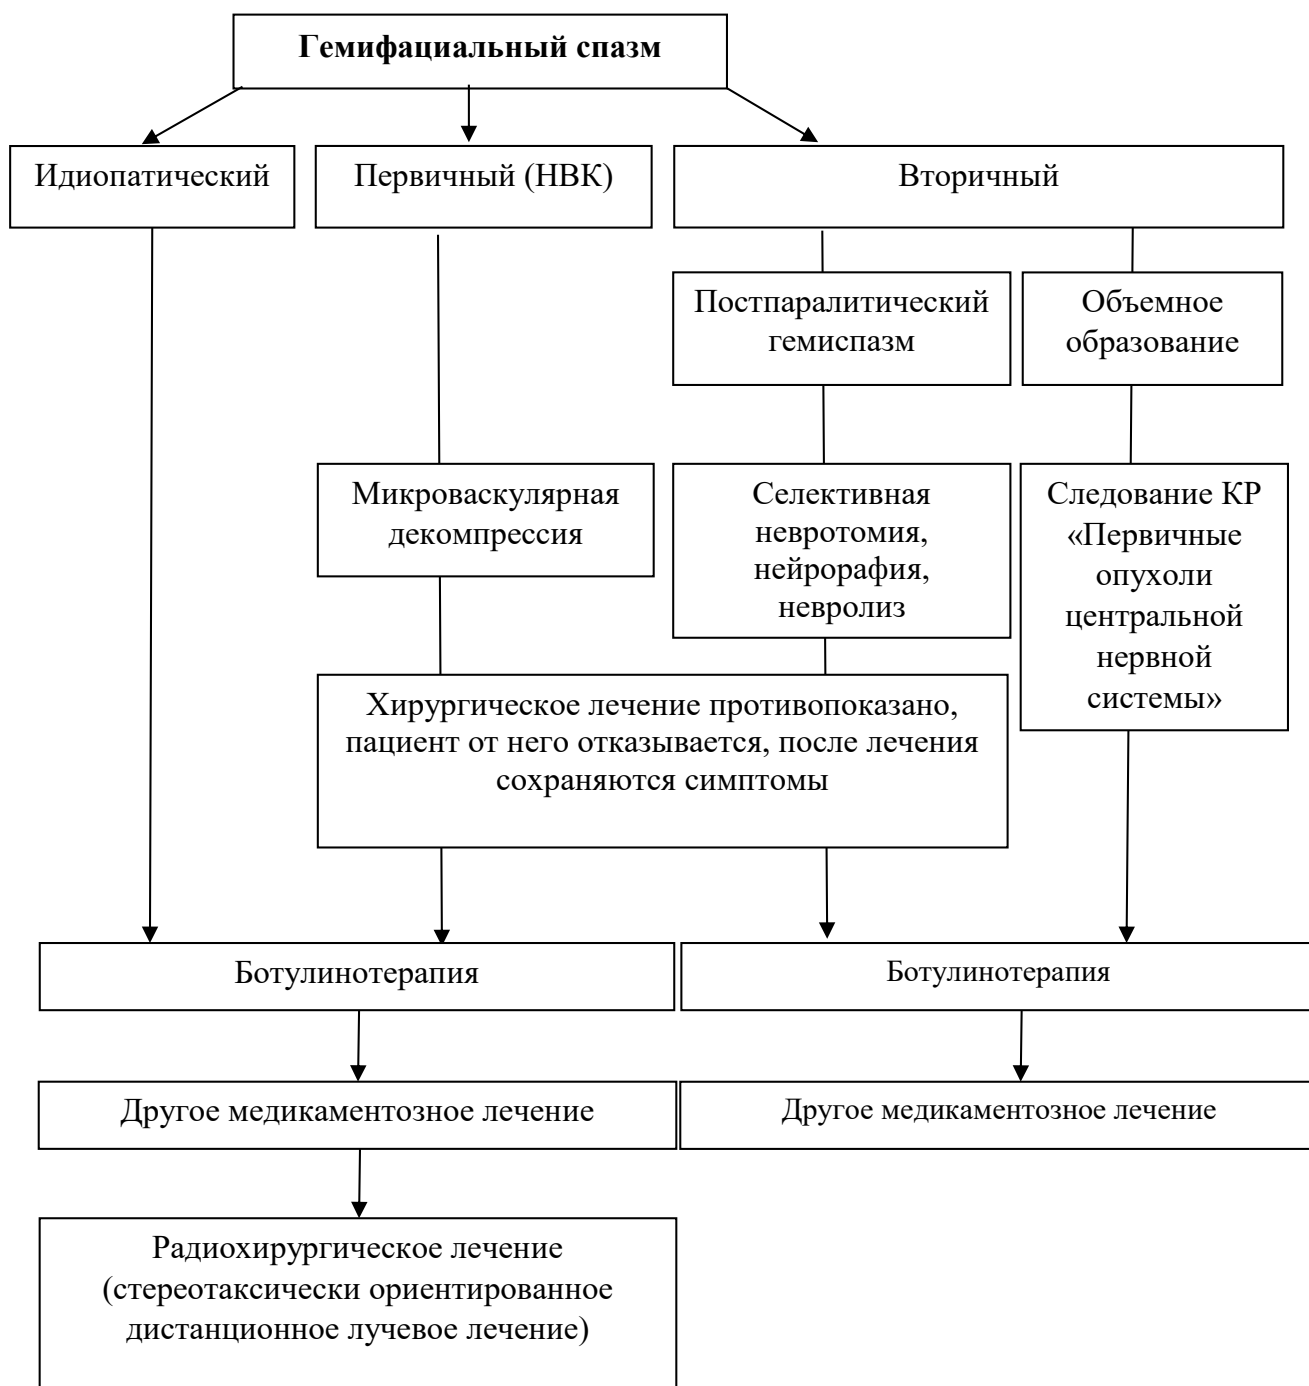 Гемифациальный спазм
Идиопатический
Первичный (НВК)
Вторичный
Постпаралитический
гемиспазм
Объемное
образование
Микроваскулярная
декомпрессия
Селективная
невротомия,
нейрорафия,
невролиз
Следование КР
«Первичные
опухоли
центральной
нервной
системы»
Хирургическое лечение противопоказано,
пациент от него отказывается, после лечения
сохраняются симптомы
Ботулинотерапия
Ботулинотерапия
Другое медикаментозное лечение
Другое медикаментозное лечение
Радиохирургическое лечение
(стереотаксически ориентированное
дистанционное лучевое лечение)